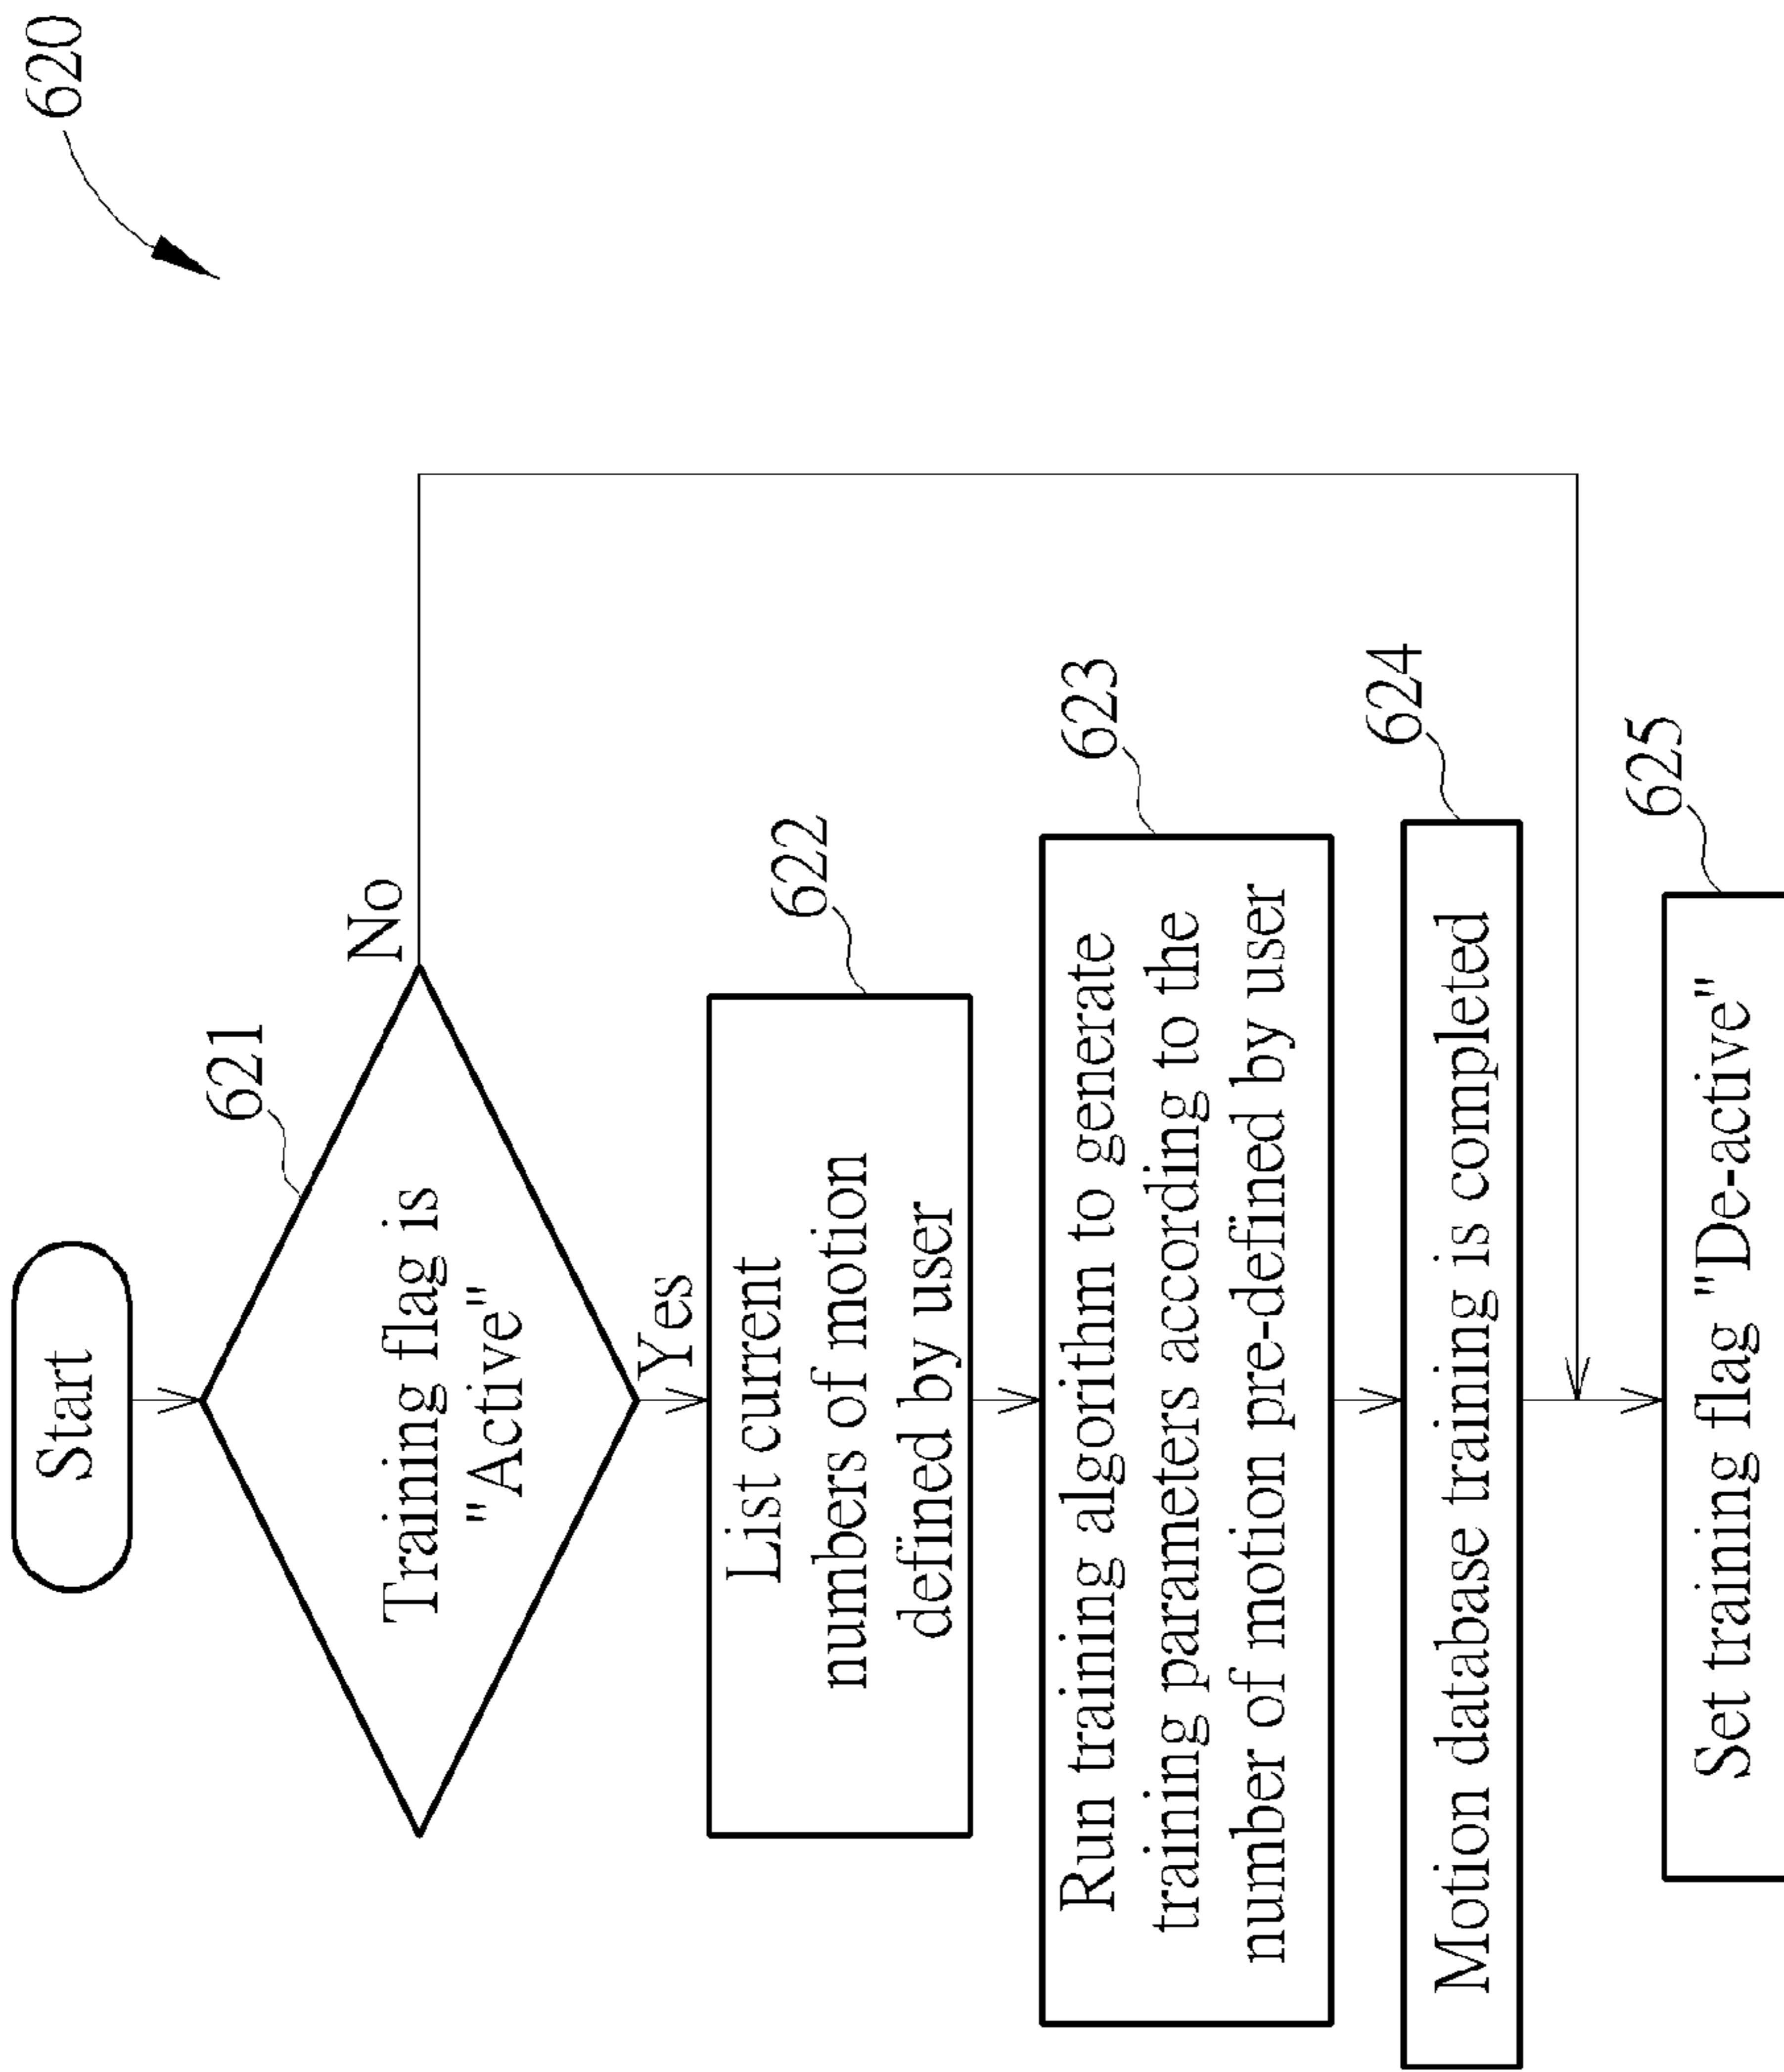 620
Start
621
Training flag is
"Active"
No
Yes
622
List current
numbers of motion
defined by user
623
Run training algorithm to generate
training parameters according to the
number of motion pre-defined by user
624
Motion database training is completed
625
Set training flag "De-active"